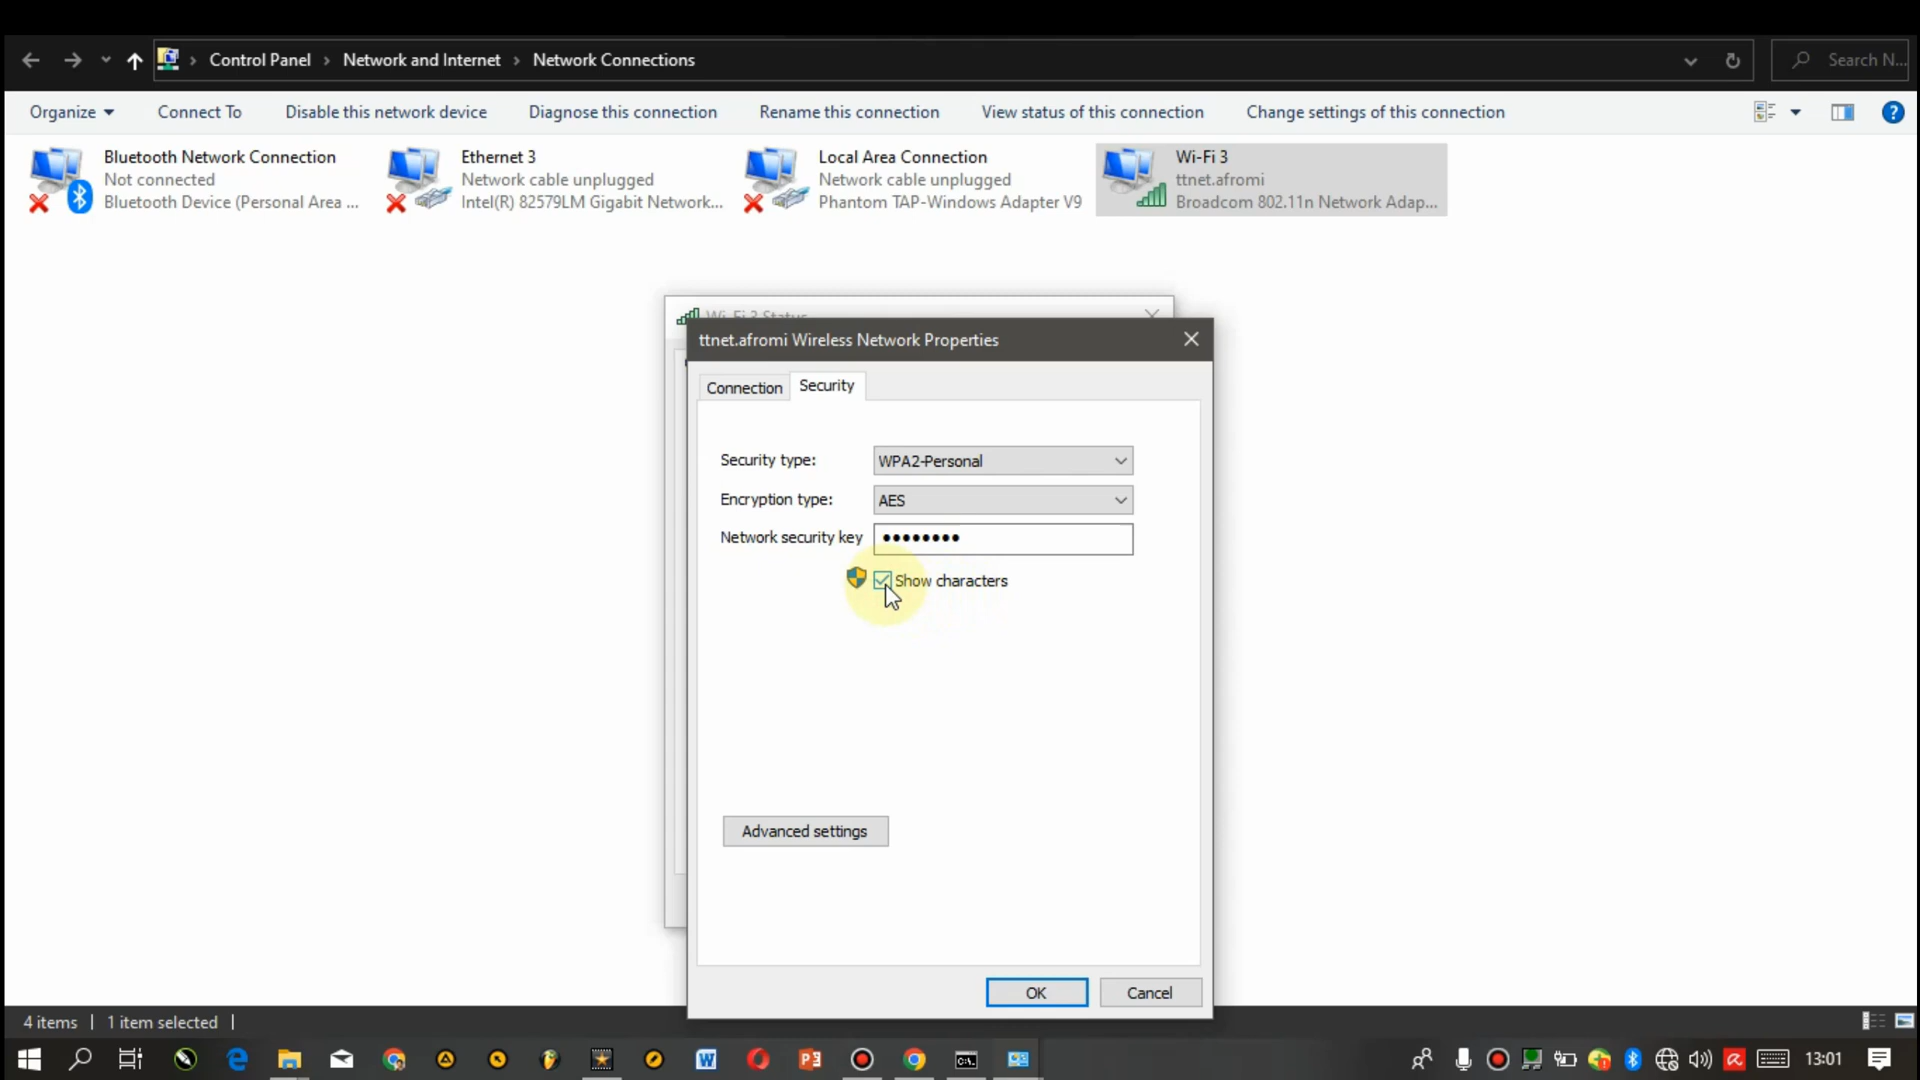 Control Panel > Network and Internet > Network Connections
Search N...
Organize Connect To Disable this network device Diagnose this connection Rename this connection View status of this connection Change settings of this connection
Bluetooth Network Connection
Not connected
Bluetooth Device (Personal Area ...
Ethernet 3
Network cable unplugged
Intel(R) 82579LM Gigabit Network...
Local Area Connection
Network cable unplugged
Phantom TAP-Windows Adapter V9
Wi-Fi 3
ttnet.afromi
Broadcom 802.11n Network Adap...
Wi-Fi 3 Status
ttnet.afromi Wireless Network Properties
Connection Security
Security type: WPA2-Personal
Encryption type: AES
Network security key ••••••••
Show characters
Advanced settings
OK Cancel
4 items 1 item selected
13:01